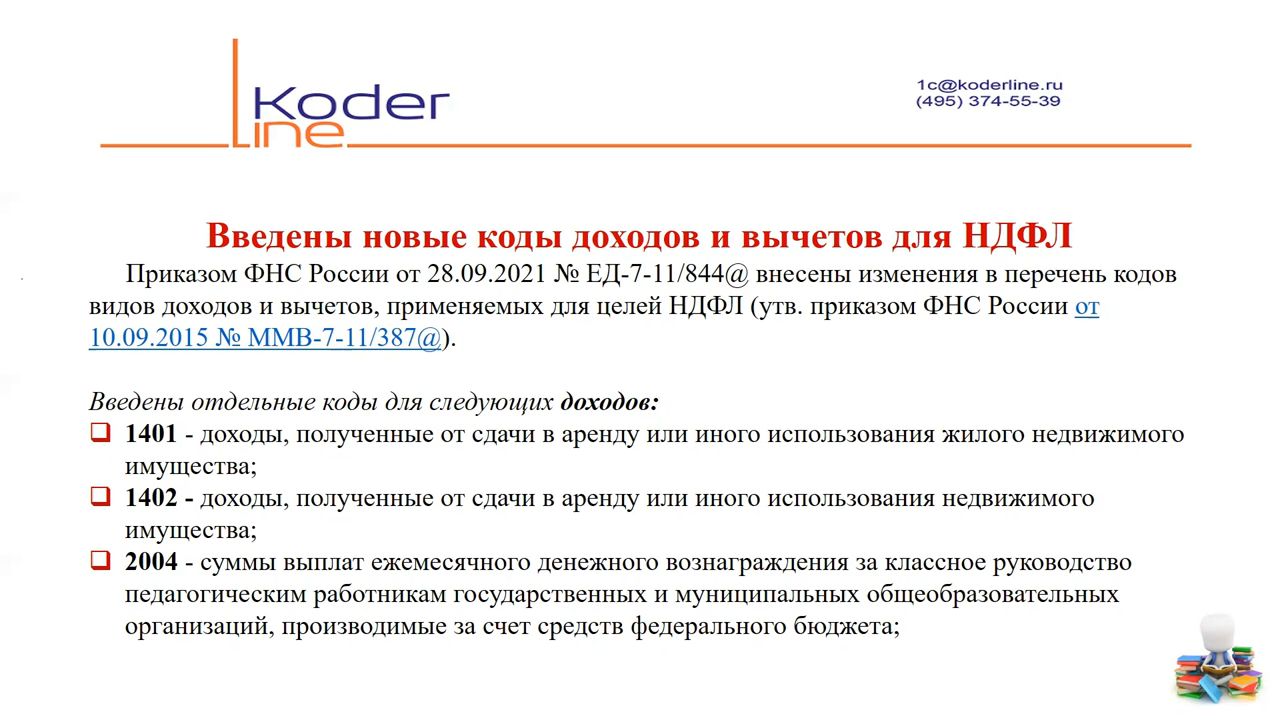 Koder
Line
1c@koderline.ru
(495) 374-55-39
Введены новые коды доходов и вычетов для НДФЛ
Приказом ФНС России от 28.09.2021 № ЕД-7-11/844@ внесены изменения в перечень кодов
видов доходов и вычетов, применяемых для целей НДФЛ (утв. приказом ФНС России от
10.09.2015 № ММВ-7-11/387@).
Введены отдельные коды для следующих доходов:
❑ 1401 - доходы, полученные от сдачи в аренду или иного использования жилого недвижимого
имущества;
❑ 1402 - доходы, полученные от сдачи в аренду или иного использования недвижимого
имущества;
❑ 2004 - суммы выплат ежемесячного денежного вознаграждения за классное руководство
педагогическим работникам государственных и муниципальных общеобразовательных
организаций, производимые за счет средств федерального бюджета;